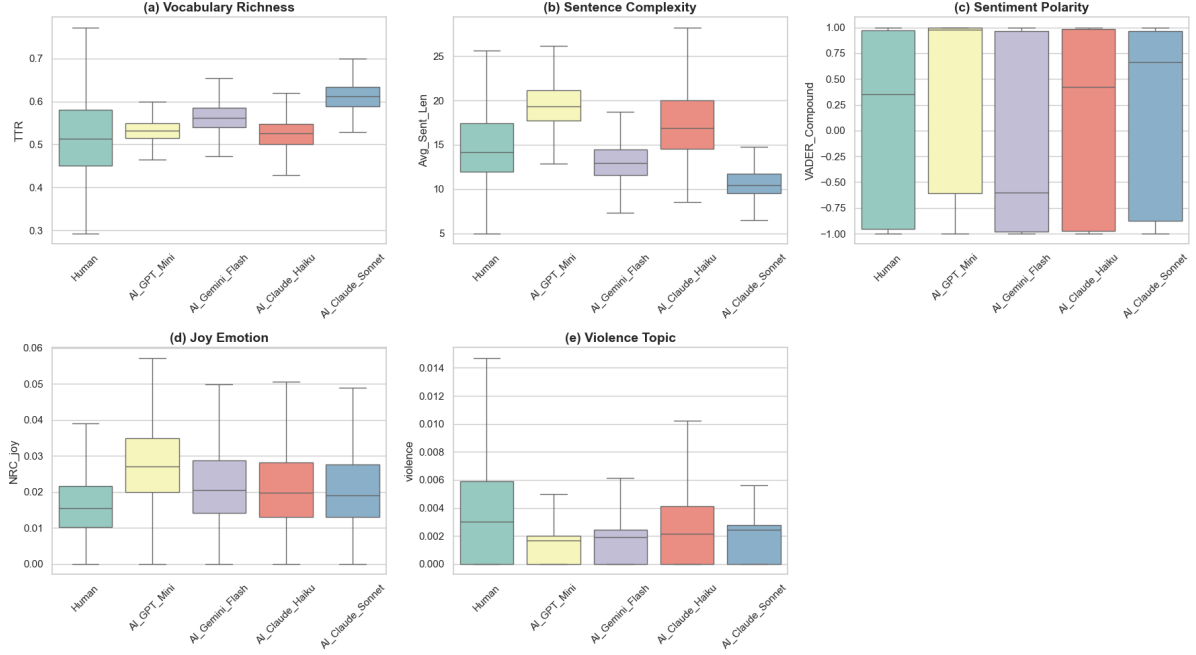 (a) Vocabulary Richness
TTR
0.7
0.6
0.5
0.4
0.3
Human
AI_GPT_Mini
AI_Gemini_Flash
AI_Claude_Haiku
AI_Claude_Sonnet
(b) Sentence Complexity
Avg_Sent_Len
25
20
15
10
5
Human
AI_GPT_Mini
AI_Gemini_Flash
AI_Claude_Haiku
AI_Claude_Sonnet
(c) Sentiment Polarity
VADER_Compound
1.00
0.75
0.50
0.25
0.00
−0.25
−0.50
−0.75
−1.00
Human
AI_GPT_Mini
AI_Gemini_Flash
AI_Claude_Haiku
AI_Claude_Sonnet
(d) Joy Emotion
NRC_joy
0.06
0.05
0.04
0.03
0.02
0.01
0.00
Human
AI_GPT_Mini
AI_Gemini_Flash
AI_Claude_Haiku
AI_Claude_Sonnet
(e) Violence Topic
violence
0.014
0.012
0.010
0.008
0.006
0.004
0.002
0.000
Human
AI_GPT_Mini
AI_Gemini_Flash
AI_Claude_Haiku
AI_Claude_Sonnet